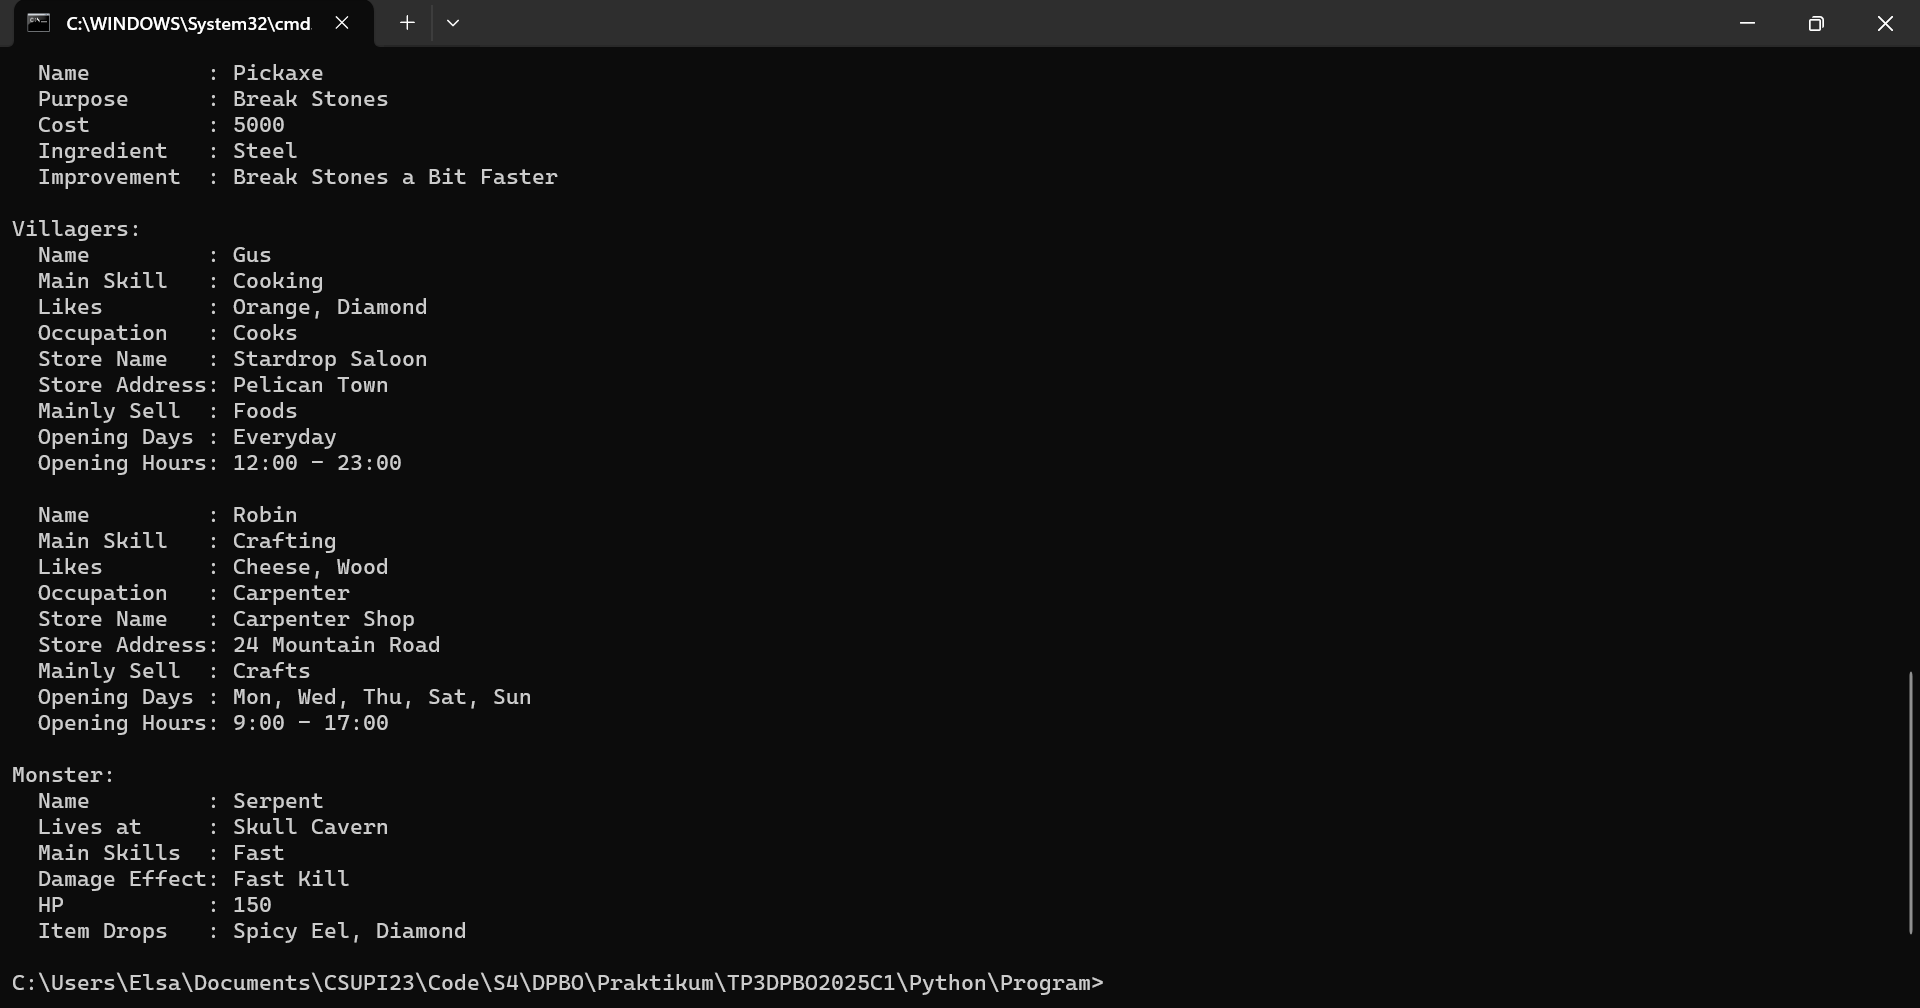 C:\WINDOWS\System32\cmd.
Name          : Pickaxe
Purpose       : Break Stones
Cost          : 5000
Ingredient    : Steel
Improvement   : Break Stones a Bit Faster
Villagers:
Name          : Gus
Main Skill    : Cooking
Likes         : Orange, Diamond
Occupation    : Cooks
Store Name    : Stardrop Saloon
Store Address: Pelican Town
Mainly Sell   : Foods
Opening Days : Everyday
Opening Hours: 12:00 - 23:00
Name          : Robin
Main Skill    : Crafting
Likes         : Cheese, Wood
Occupation    : Carpenter
Store Name    : Carpenter Shop
Store Address: 24 Mountain Road
Mainly Sell   : Crafts
Opening Days : Mon, Wed, Thu, Sat, Sun
Opening Hours: 9:00 - 17:00
Monster:
Name          : Serpent
Lives at      : Skull Cavern
Main Skills   : Fast
Damage Effect: Fast Kill
HP            : 150
Item Drops    : Spicy Eel, Diamond
C:\Users\Elsa\Documents\CSUPI23\Code\S4\DPBO\Praktikum\TP3DPBO2025C1\Python\Program>